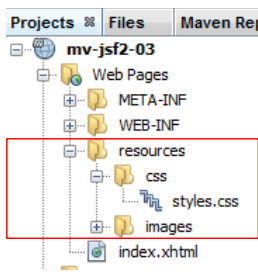 Projects Files Maven Rep
mv-jsf2-03
Web Pages
META-INF
WEB-INF
resources
css
styles.css
images
index.xhtml